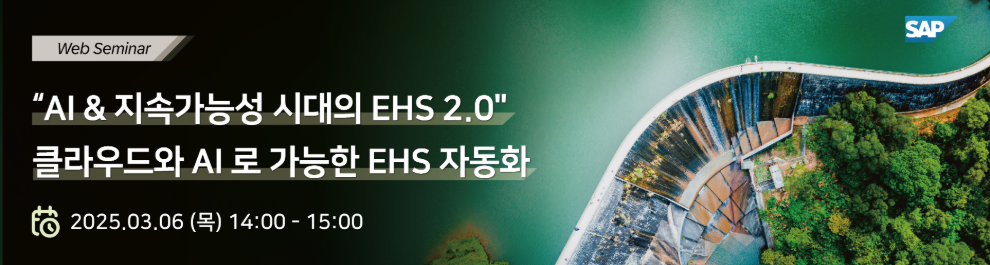 Web Seminar
SAP
“AI & 지속가능성 시대의 EHS 2.0"
클라우드와 AI 로 가능한 EHS 자동화
2025.03.06 (목) 14:00 - 15:00